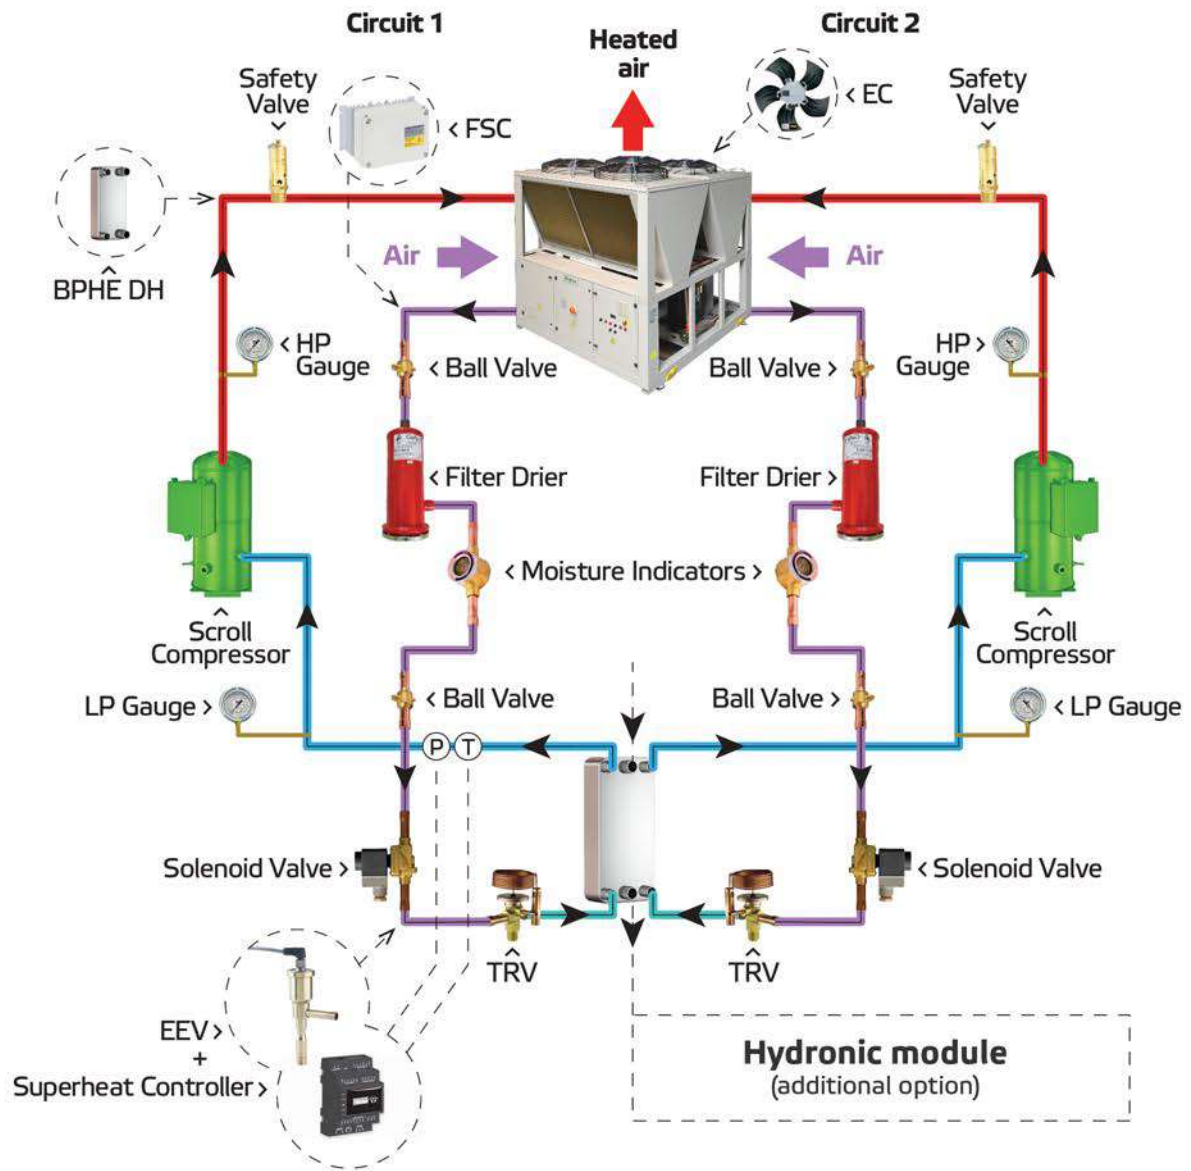 Circuit 1
Circuit 2
Heated
air
Safety
Valve
FSC
EC
Safety
Valve
BPHE DH
Air
Air
HP
Gauge
Ball Valve
Ball Valve
HP
Gauge
Filter Drier
Filter Drier
Moisture Indicators
Scroll
Compressor
Scroll
Compressor
LP Gauge
Ball Valve
Ball Valve
LP Gauge
P
T
Solenoid Valve
Solenoid Valve
TRV
TRV
EEV
+
Superheat Controller
Hydronic module
(additional option)